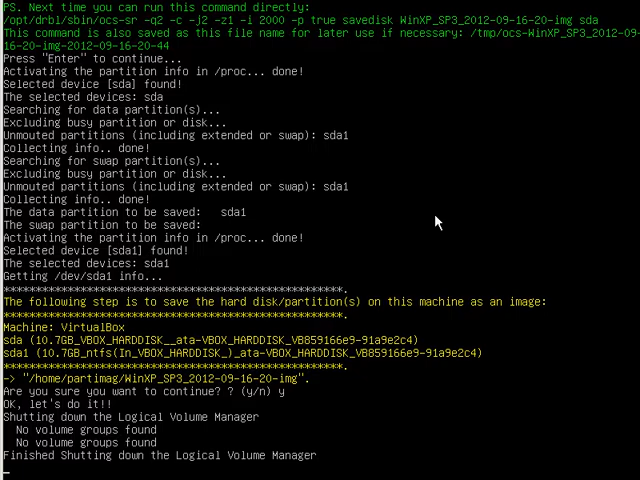 PS. Next time you can run this command directly:
/opt/drbl/sbin/ocs-sr -q2 -c -j2 -z1 -i 2000 -p true savedisk WinXP_SP3_2012-09-16-20-img sda
This command is also saved as this file name for later use if necessary: /tmp/ocs-WinXP_SP3_2012-09-
16-20-img-2012-09-16-20-44
Press "Enter" to continue...
Activating the partition info in /proc... done!
Selected device [sda] found!
The selected devices: sda
Searching for data partition(s)...
Excluding busy partition or disk...
Unmouted partitions (including extended or swap): sda1
Collecting info.. done!
Searching for swap partition(s)...
Excluding busy partition or disk...
Unmouted partitions (including extended or swap): sda1
Collecting info.. done!
The data partition to be saved:   sda1
The swap partition to be saved:
Activating the partition info in /proc... done!
Selected device [sda1] found!
The selected devices: sda1
Getting /dev/sda1 info...
*****************************************************.
The following step is to save the hard disk/partition(s) on this machine as an image:
*****************************************************.
Machine: VirtualBox
sda (10.7GB_VBOX_HARDDISK__ata-VBOX_HARDDISK_VB859166e9-91a9e2c4)
sda1 (10.7GB_ntfs(In_VBOX_HARDDISK_)_ata-VBOX_HARDDISK_VB859166e9-91a9e2c4)
*****************************************************.
-> "/home/partimag/WinXP_SP3_2012-09-16-20-img".
Are you sure you want to continue? ? (y/n) y
OK, let's do it!!
Shutting down the Logical Volume Manager
  No volume groups found
  No volume groups found
Finished Shutting down the Logical Volume Manager